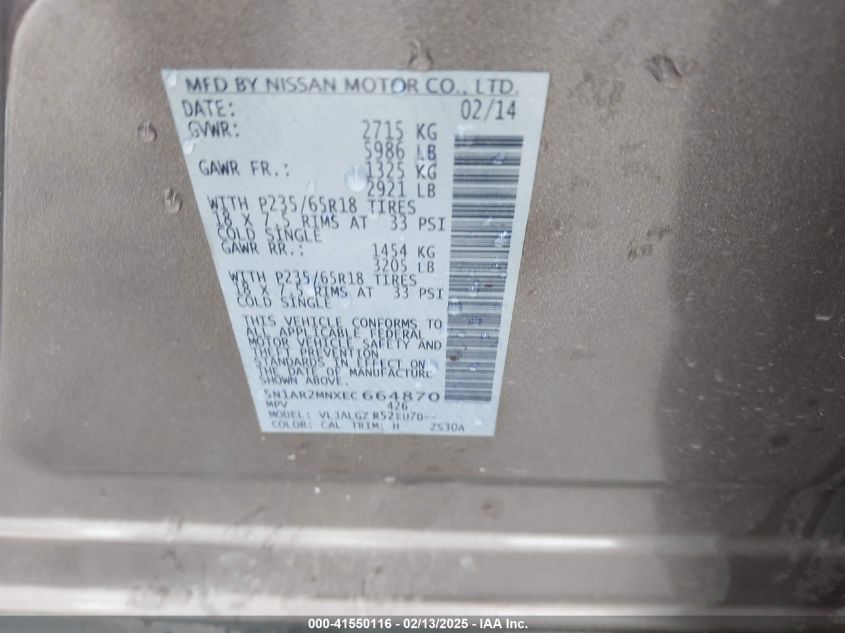 MFD BY NISSAN MOTOR CO., LTD.
DATE: 02/14
GVWR: 2715 KG
5986 LB
GAWR FR.: 1325 KG
2921 LB
WITH P235/65R18 TIRES
18 X 7.5 RIMS AT 33 PSI
COLD SINGLE
GAWR RR.: 1454 KG
3205 LB
WITH P235/65R18 TIRES
18 X 7.5 RIMS AT 33 PSI
COLD SINGLE
THIS VEHICLE CONFORMS TO
ALL APPLICABLE FEDERAL
MOTOR VEHICLE SAFETY AND
THEFT PREVENTION
STANDARDS IN EFFECT ON
THE DATE OF MANUFACTURE
SHOWN ABOVE.
5N1AR2MNXEC664870
MPV 426
MODEL: VLJALGZ R52EU7D--
COLOR: CAL TRIM: H ZS30A
000-41550116 - 02/13/2025 - IAA Inc.